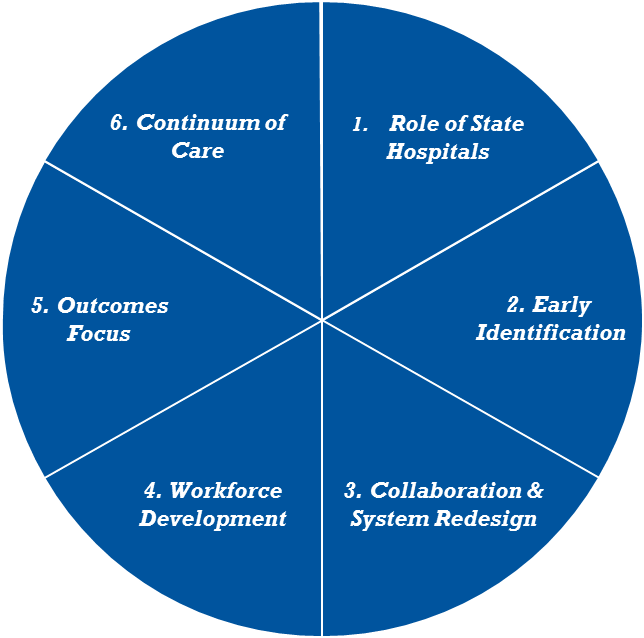 1. Role of State
Hospitals
2. Early
Identification
3. Collaboration &
System Redesign
4. Workforce
Development
5. Outcomes
Focus
6. Continuum of
Care